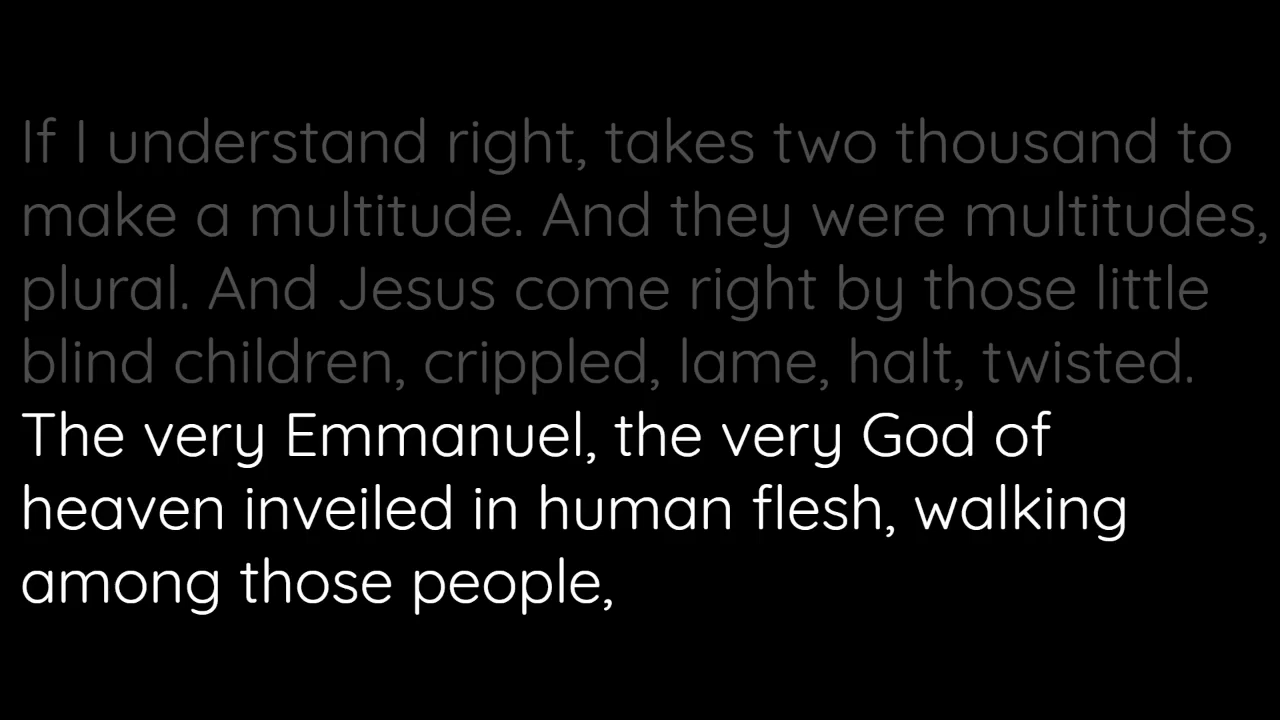 If I understand right, takes two thousand to
make a multitude. And they were multitudes,
plural. And Jesus come right by those little
blind children, crippled, lame, halt, twisted.
The very Emmanuel, the very God of
heaven inveiled in human flesh, walking
among those people,